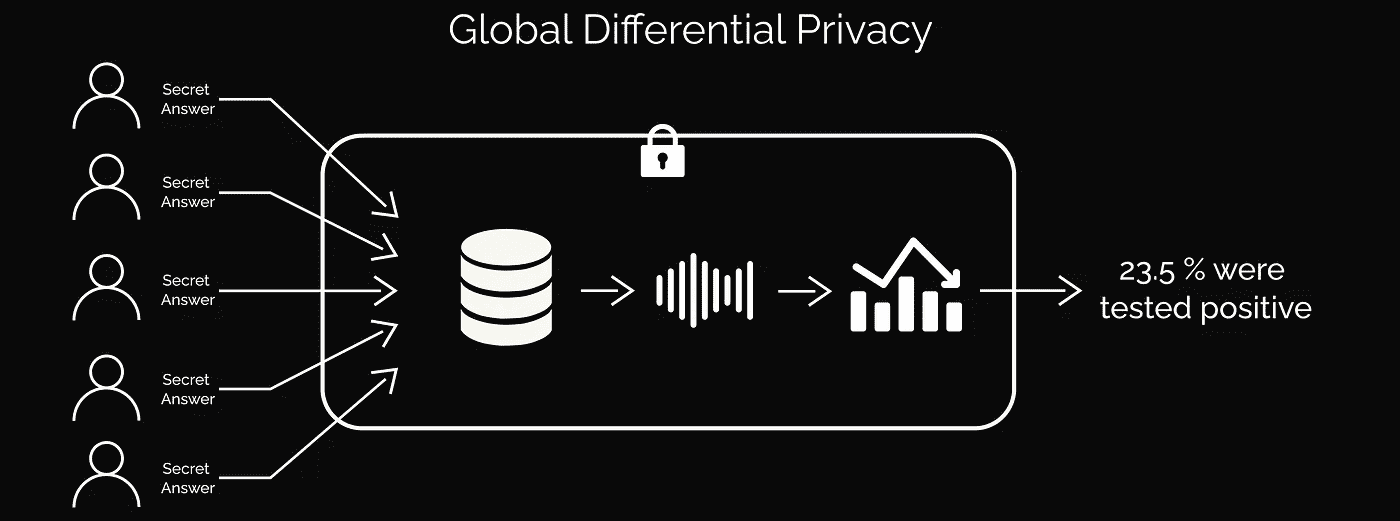 Global Differential Privacy
Secret
Answer
Secret
Answer
Secret
Answer
Secret
Answer
Secret
Answer
23.5 % were
tested positive